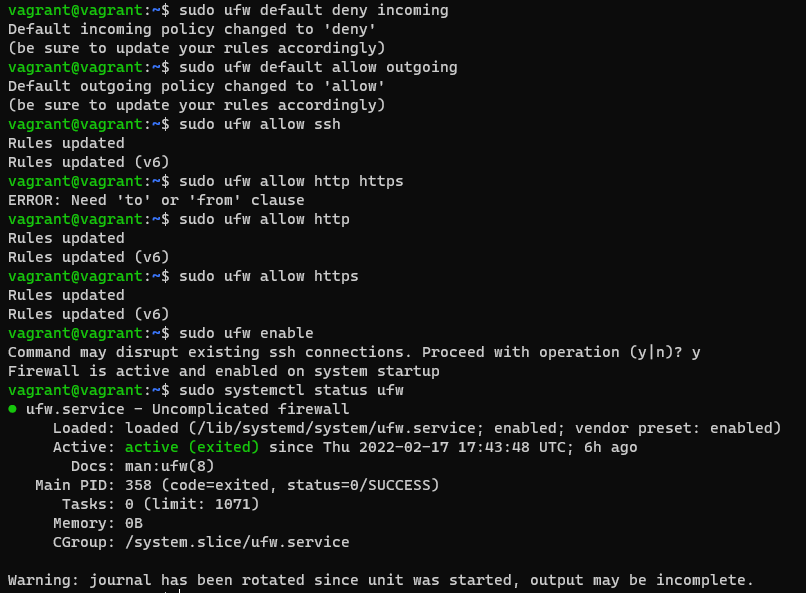 vagrant@vagrant:~$ sudo ufw default deny incoming
Default incoming policy changed to 'deny'
(be sure to update your rules accordingly)
vagrant@vagrant:~$ sudo ufw default allow outgoing
Default outgoing policy changed to 'allow'
(be sure to update your rules accordingly)
vagrant@vagrant:~$ sudo ufw allow ssh
Rules updated
Rules updated (v6)
vagrant@vagrant:~$ sudo ufw allow http https
ERROR: Need 'to' or 'from' clause
vagrant@vagrant:~$ sudo ufw allow http
Rules updated
Rules updated (v6)
vagrant@vagrant:~$ sudo ufw allow https
Rules updated
Rules updated (v6)
vagrant@vagrant:~$ sudo ufw enable
Command may disrupt existing ssh connections. Proceed with operation (y|n)? y
Firewall is active and enabled on system startup
vagrant@vagrant:~$ sudo systemctl status ufw
● ufw.service - Uncomplicated firewall
     Loaded: loaded (/lib/systemd/system/ufw.service; enabled; vendor preset: enabled)
     Active: active (exited) since Thu 2022-02-17 17:43:48 UTC; 6h ago
       Docs: man:ufw(8)
   Main PID: 358 (code=exited, status=0/SUCCESS)
      Tasks: 0 (limit: 1071)
     Memory: 0B
     CGroup: /system.slice/ufw.service

Warning: journal has been rotated since unit was started, output may be incomplete.